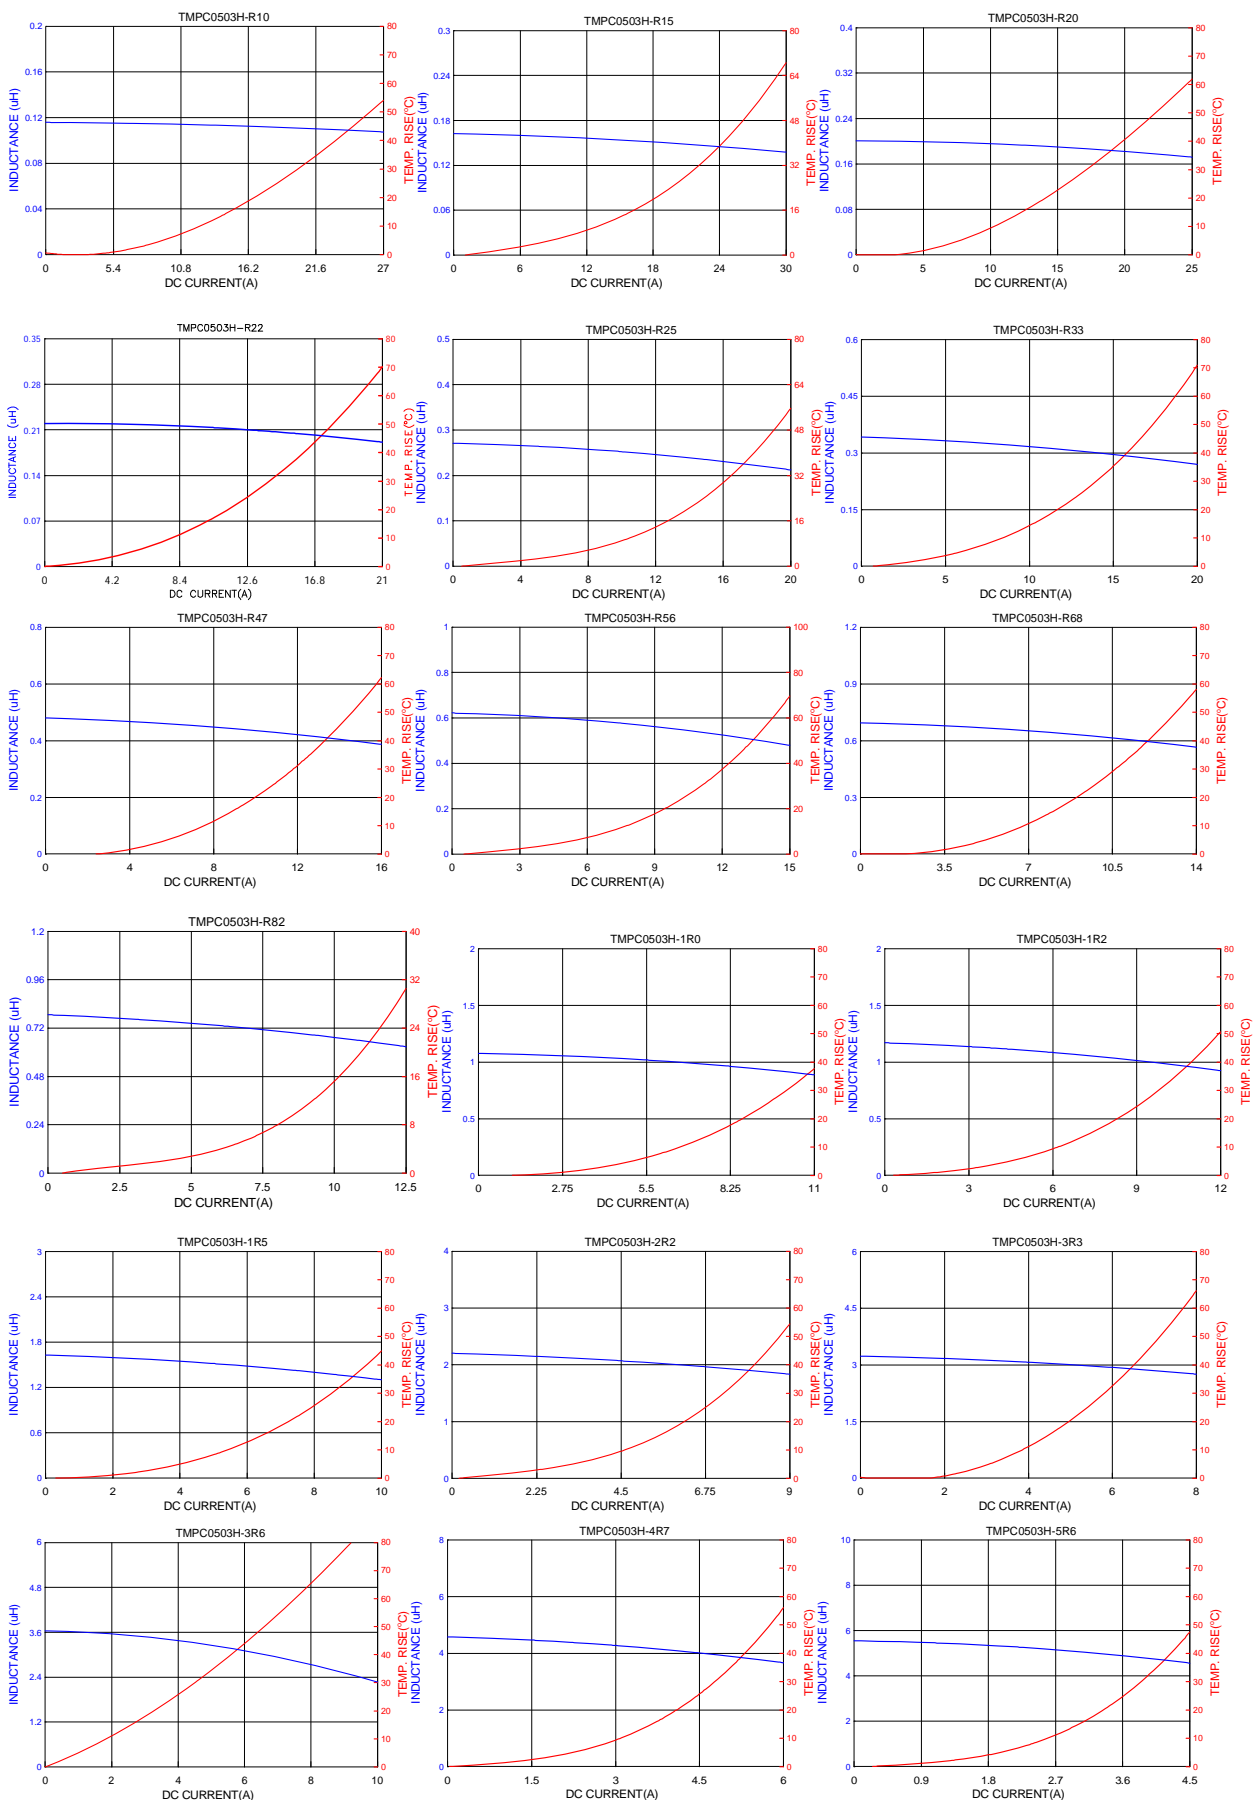 TMPC0503H-R10
INDUCTANCE (uH)
0.2
0.16
0.12
0.08
0.04
0
80
70
60
50
40
30
20
10
0
TEMP. RISE(°C)
0 5.4 10.8 16.2 21.6 27
DC CURRENT(A)
TMPC0503H-R15
INDUCTANCE (uH)
0.3
0.24
0.18
0.12
0.06
0
80
64
48
32
16
0
TEMP. RISE(°C)
0 6 12 18 24 30
DC CURRENT(A)
TMPC0503H-R20
INDUCTANCE (uH)
0.4
0.32
0.24
0.16
0.08
0
80
70
60
50
40
30
20
10
0
TEMP. RISE(°C)
0 5 10 15 20 25
DC CURRENT(A)
TMPC0503H-R22
INDUCTANCE (uH)
0.35
0.28
0.21
0.14
0.07
0
80
70
60
50
40
30
20
10
0
TEMP. RISE(°C)
0 4.2 8.4 12.6 16.8 21
DC CURRENT(A)
TMPC0503H-R25
INDUCTANCE (uH)
0.5
0.4
0.3
0.2
0.1
0
80
64
48
32
16
0
TEMP. RISE(°C)
0 4 8 12 16 20
DC CURRENT(A)
TMPC0503H-R33
INDUCTANCE (uH)
0.6
0.45
0.3
0.15
0
80
70
60
50
40
30
20
10
0
TEMP. RISE(°C)
0 5 10 15 20
DC CURRENT(A)
TMPC0503H-R47
INDUCTANCE (uH)
0.8
0.6
0.4
0.2
0
80
70
60
50
40
30
20
10
0
TEMP. RISE(°C)
0 4 8 12 16
DC CURRENT(A)
TMPC0503H-R56
INDUCTANCE (uH)
1
0.8
0.6
0.4
0.2
0
100
80
60
40
20
0
TEMP. RISE(°C)
0 3 6 9 12 15
DC CURRENT(A)
TMPC0503H-R68
INDUCTANCE (uH)
1.2
0.9
0.6
0.3
0
80
70
60
50
40
30
20
10
0
TEMP. RISE(°C)
0 3.5 7 10.5 14
DC CURRENT(A)
TMPC0503H-R82
INDUCTANCE (uH)
1.2
0.96
0.72
0.48
0.24
0
40
32
24
16
8
0
TEMP. RISE(°C)
0 2.5 5 7.5 10 12.5
DC CURRENT(A)
TMPC0503H-1R0
INDUCTANCE (uH)
2
1.5
1
0.5
0
80
70
60
50
40
30
20
10
0
TEMP. RISE(°C)
0 2.75 5.5 8.25 11
DC CURRENT(A)
TMPC0503H-1R2
INDUCTANCE (uH)
2
1.5
1
0.5
0
80
70
60
50
40
30
20
10
0
TEMP. RISE(°C)
0 3 6 9 12
DC CURRENT(A)
TMPC0503H-1R5
INDUCTANCE (uH)
3
2.4
1.8
1.2
0.6
0
80
70
60
50
40
30
20
10
0
TEMP. RISE(°C)
0 2 4 6 8 10
DC CURRENT(A)
TMPC0503H-2R2
INDUCTANCE (uH)
4
3
2
1
0
80
70
60
50
40
30
20
10
0
TEMP. RISE(°C)
0 2.25 4.5 6.75 9
DC CURRENT(A)
TMPC0503H-3R3
INDUCTANCE (uH)
6
4.5
3
1.5
0
80
70
60
50
40
30
20
10
0
TEMP. RISE(°C)
0 2 4 6 8
DC CURRENT(A)
TMPC0503H-3R6
INDUCTANCE (uH)
6
4.8
3.6
2.4
1.2
0
80
70
60
50
40
30
20
10
0
TEMP. RISE(°C)
0 2 4 6 8 10
DC CURRENT(A)
TMPC0503H-4R7
INDUCTANCE (uH)
8
6
4
2
0
80
70
60
50
40
30
20
10
0
TEMP. RISE(°C)
0 1.5 3 4.5 6
DC CURRENT(A)
TMPC0503H-5R6
INDUCTANCE (uH)
10
8
6
4
2
0
80
70
60
50
40
30
20
10
0
TEMP. RISE(°C)
0 0.9 1.8 2.7 3.6 4.5
DC CURRENT(A)